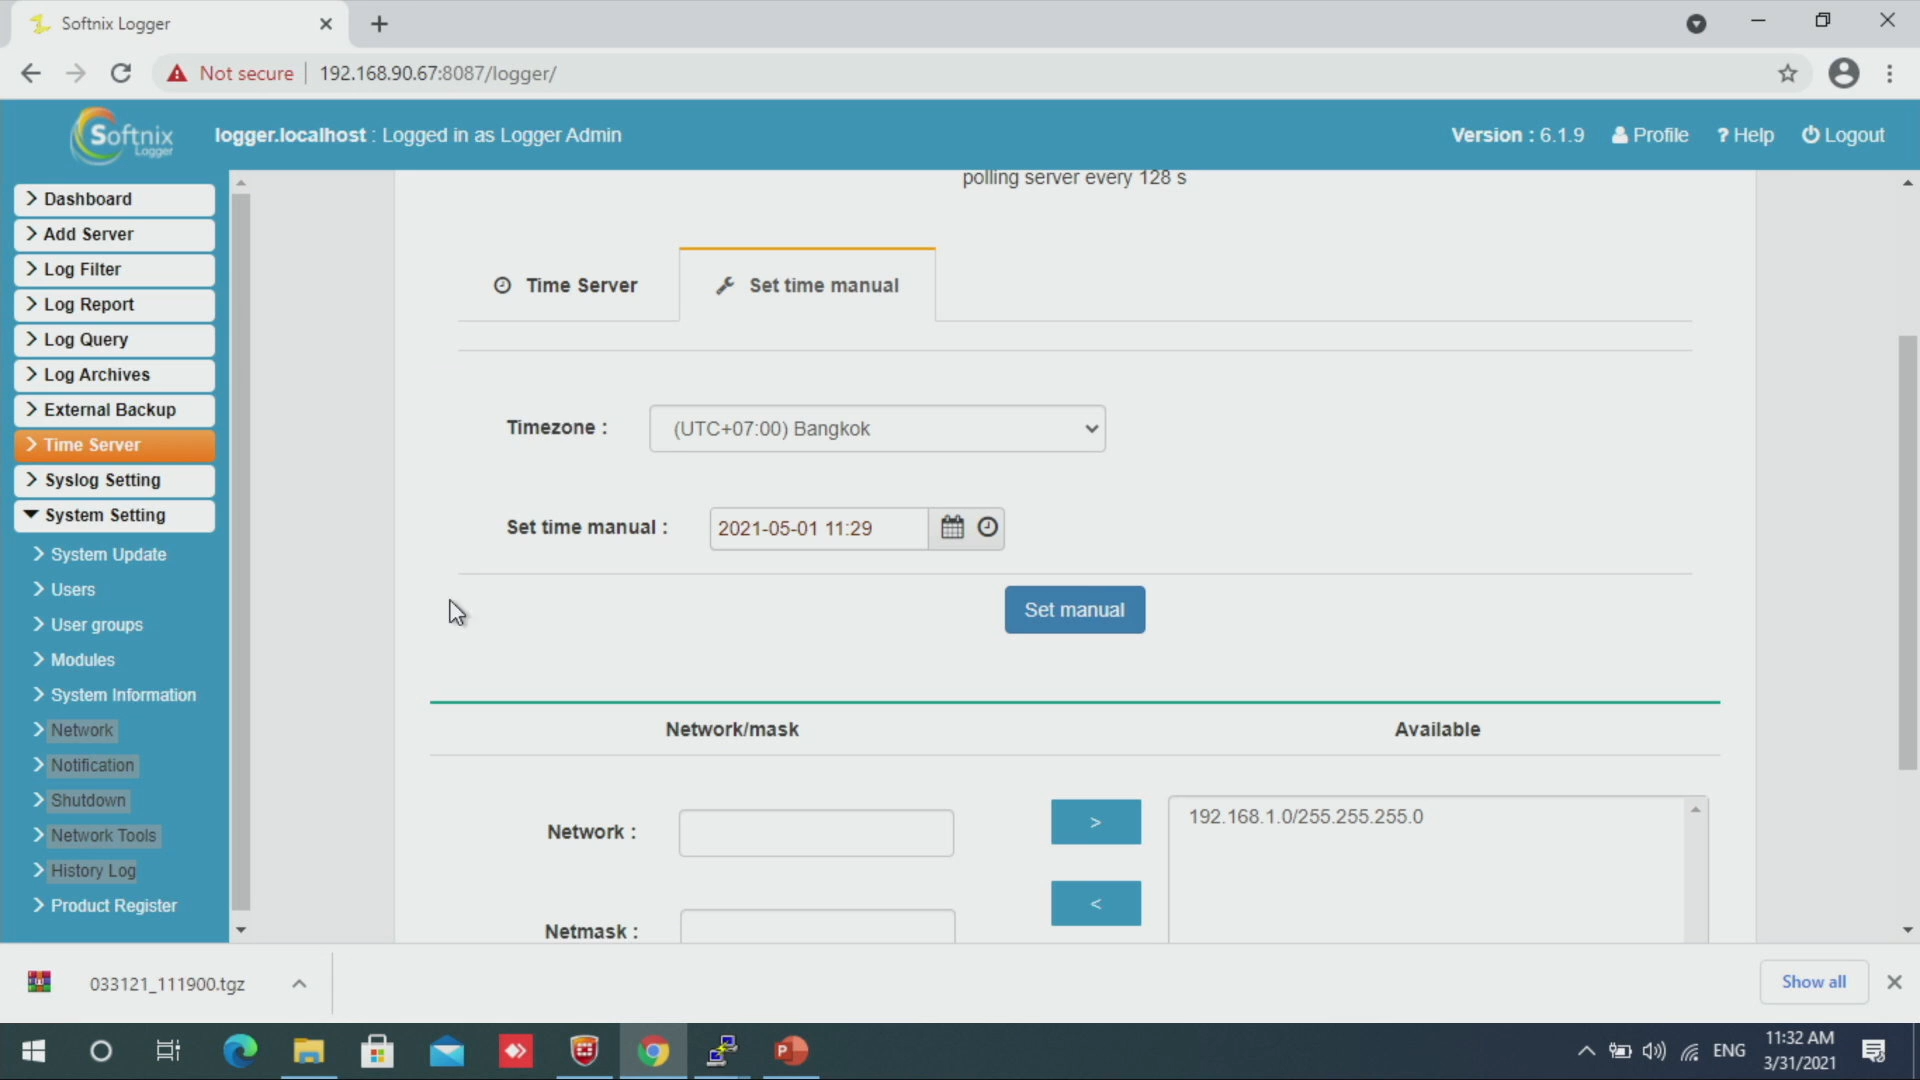 Softnix Logger
Not secure
192.168.90.67:8087/logger/
Softnix
Logger
logger.localhost : Logged in as Logger Admin
Version : 6.1.9
Profile
? Help
Logout
Dashboard
Add Server
Log Filter
Log Report
Log Query
Log Archives
External Backup
Time Server
Syslog Setting
System Setting
System Update
Users
User groups
Modules
System Information
Network
Notification
Shutdown
Network Tools
History Log
Product Register
polling server every 128 s
Time Server
Set time manual
Timezone :
(UTC+07:00) Bangkok
Set time manual :
2021-05-01 11:29
Set manual
Network/mask
Available
Network :
>
192.168.1.0/255.255.255.0
<
Netmask :
033121_111900.tgz
Show all
ENG
11:32 AM
3/31/2021